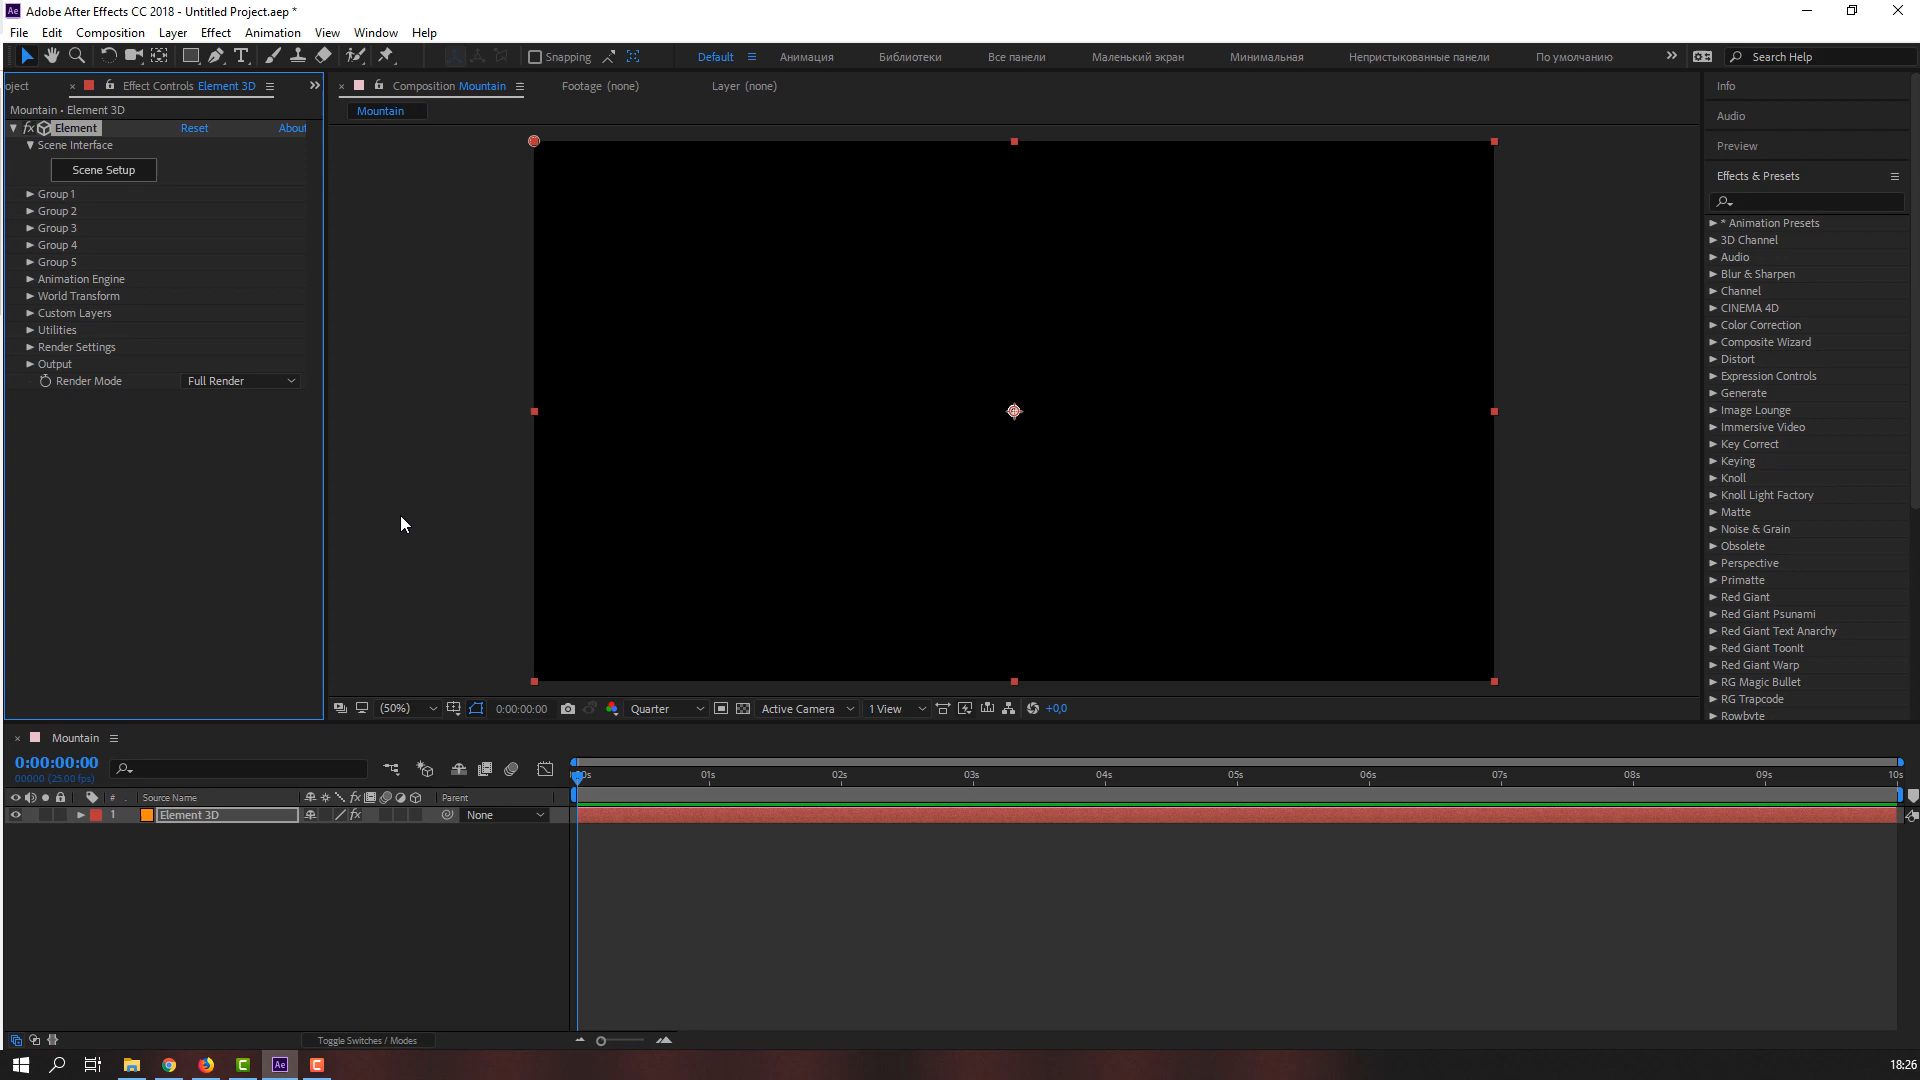 Adobe After Effects CC 2018 - Untitled Project.aep *
File Edit Composition Layer Effect Animation View Window Help
Snapping Default Анимация Библиотеки Все панели Маленький экран Минимальная Непристыкованные панели По умолчанию Search Help
oject Effect Controls Element 3D
Mountain • Element 3D
Element Reset About
Scene Interface
Scene Setup
Group 1
Group 2
Group 3
Group 4
Group 5
Animation Engine
World Transform
Custom Layers
Utilities
Render Settings
Output
Render Mode Full Render
Composition Mountain Footage (none) Layer (none)
Mountain
(50%) 0:00:00:00 Quarter Active Camera 1 View +0,0
Info
Audio
Preview
Effects & Presets
* Animation Presets
3D Channel
Audio
Blur & Sharpen
Channel
CINEMA 4D
Color Correction
Composite Wizard
Distort
Expression Controls
Generate
Image Lounge
Immersive Video
Key Correct
Keying
Knoll
Knoll Light Factory
Matte
Noise & Grain
Obsolete
Perspective
Primatte
Red Giant
Red Giant Psunami
Red Giant Text Anarchy
Red Giant ToonIt
Red Giant Warp
RG Magic Bullet
RG Trapcode
Rowbyte
Mountain
0:00:00:00
00000 (25.00 fps)
# Source Name Parent
1 Element 3D None
00s 01s 02s 03s 04s 05s 06s 07s 08s 09s 10s
Toggle Switches / Modes
18:26